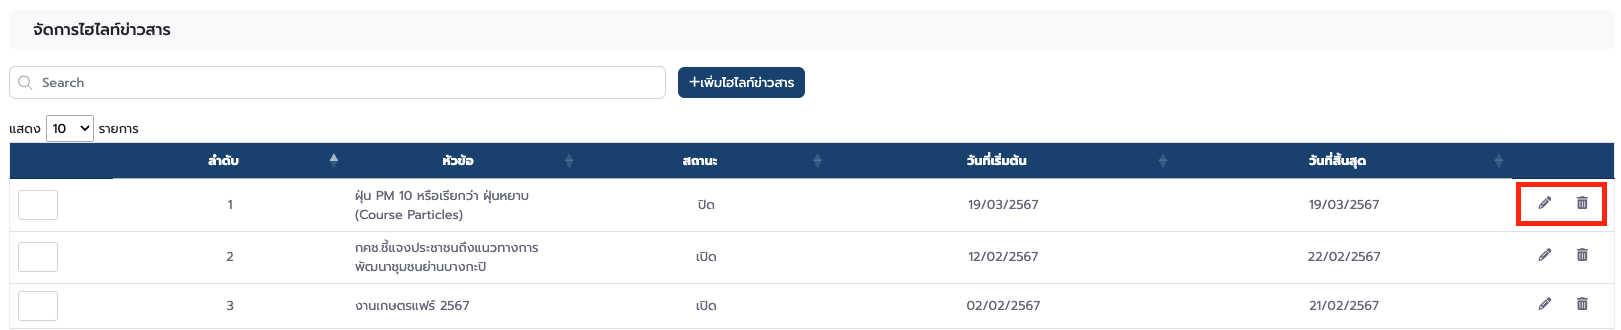 จัดการไฮไลท์ข่าวสาร
Search
+เพิ่มไฮไลท์ข่าวสาร
แสดง 10 รายการ
ลำดับ หัวข้อ สถานะ วันที่เริ่มต้น วันที่สิ้นสุด
1 ฝุ่น PM 10 หรือเรียกว่า ฝุ่นหยาบ (Course Particles) ปิด 19/03/2567 19/03/2567
2 กคช.ชี้แจงประชาชนถึงแนวทางการพัฒนาชุมชนย่านบางกะปิ เปิด 12/02/2567 22/02/2567
3 งานเกษตรแฟร์ 2567 เปิด 02/02/2567 21/02/2567